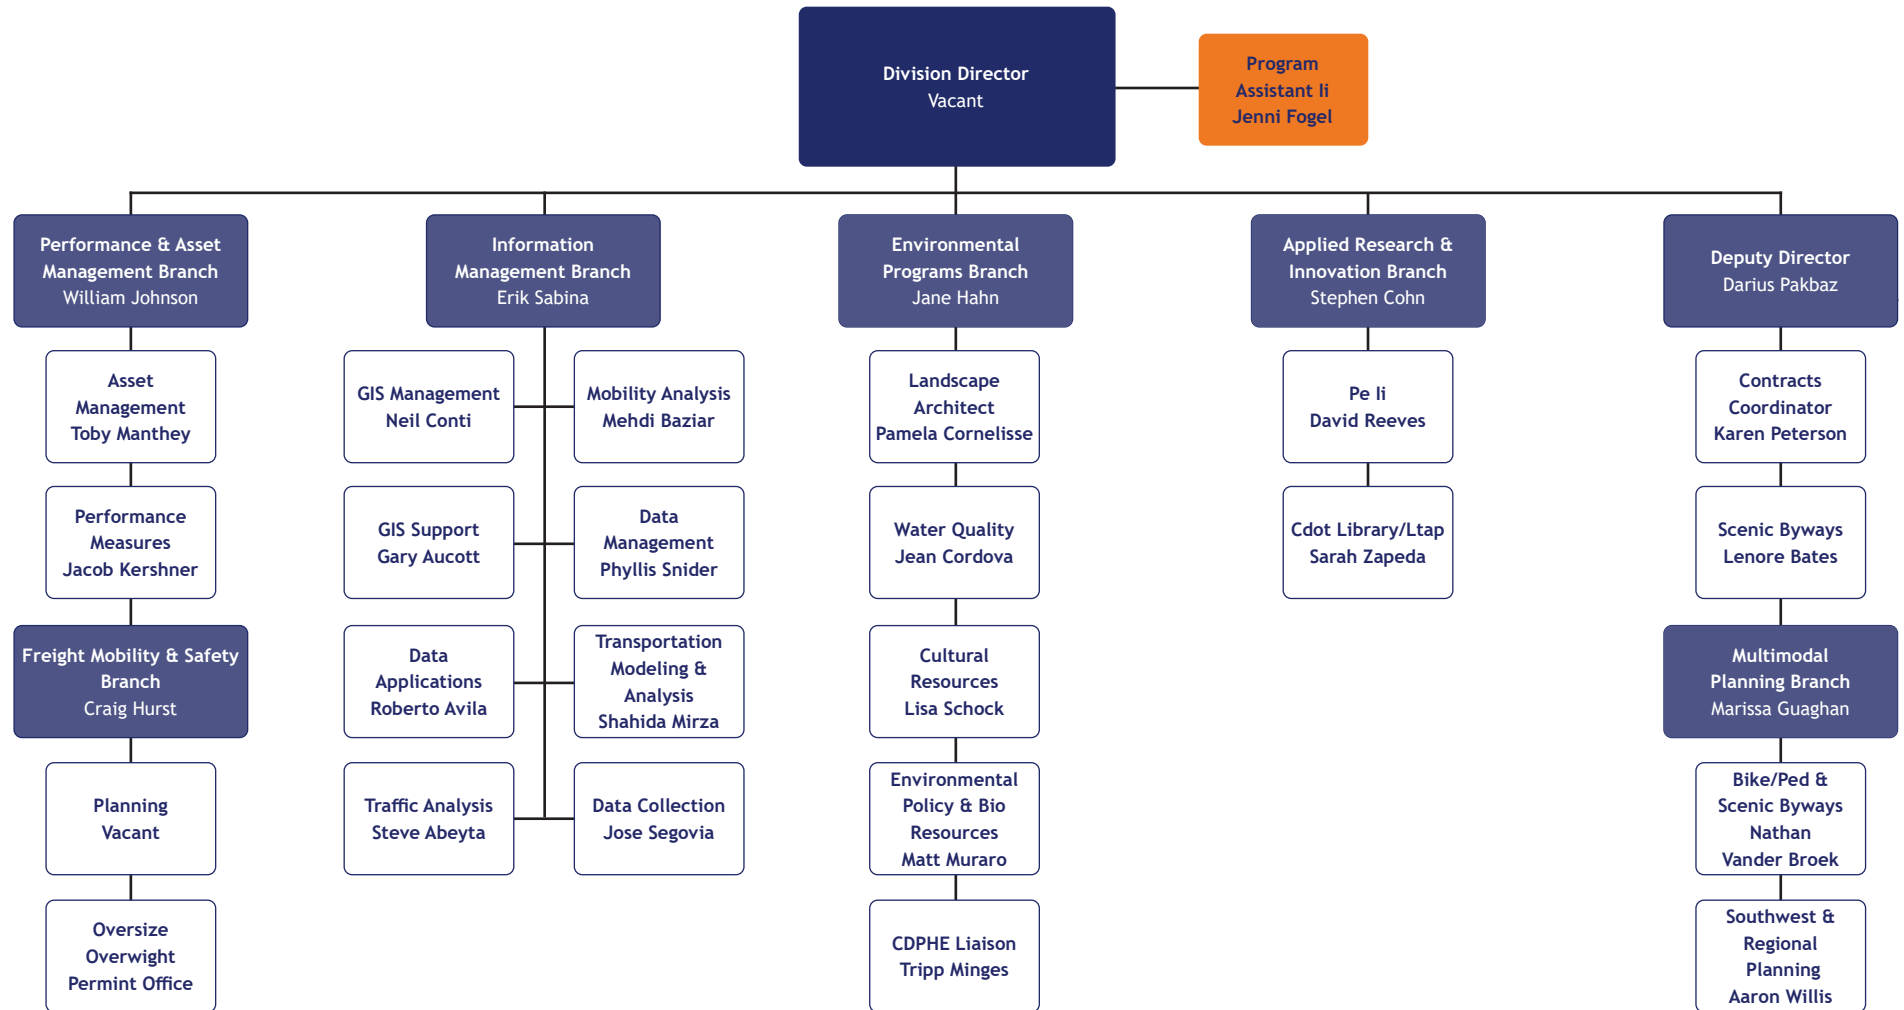 Division Director
Vacant
Program
Assistant Ii
Jenni Fogel
Performance & Asset
Management Branch
William Johnson
Asset
Management
Toby Manthey
Performance
Measures
Jacob Kershner
Freight Mobility & Safety
Branch
Craig Hurst
Planning
Vacant
Oversize
Overwight
Permint Office
Information
Management Branch
Erik Sabina
GIS Management
Neil Conti
Mobility Analysis
Mehdi Baziar
GIS Support
Gary Aucott
Data
Management
Phyllis Snider
Data
Applications
Roberto Avila
Transportation
Modeling &
Analysis
Shahida Mirza
Traffic Analysis
Steve Abeyta
Data Collection
Jose Segovia
Environmental
Programs Branch
Jane Hahn
Landscape
Architect
Pamela Cornelisse
Water Quality
Jean Cordova
Cultural
Resources
Lisa Schock
Environmental
Policy & Bio
Resources
Matt Muraro
CDPHE Liaison
Tripp Minges
Applied Research &
Innovation Branch
Stephen Cohn
Pe Ii
David Reeves
Cdot Library/Ltap
Sarah Zapeda
Deputy Director
Darius Pakbaz
Contracts
Coordinator
Karen Peterson
Scenic Byways
Lenore Bates
Multimodal
Planning Branch
Marissa Guaghan
Bike/Ped &
Scenic Byways
Nathan
Vander Broek
Southwest &
Regional
Planning
Aaron Willis